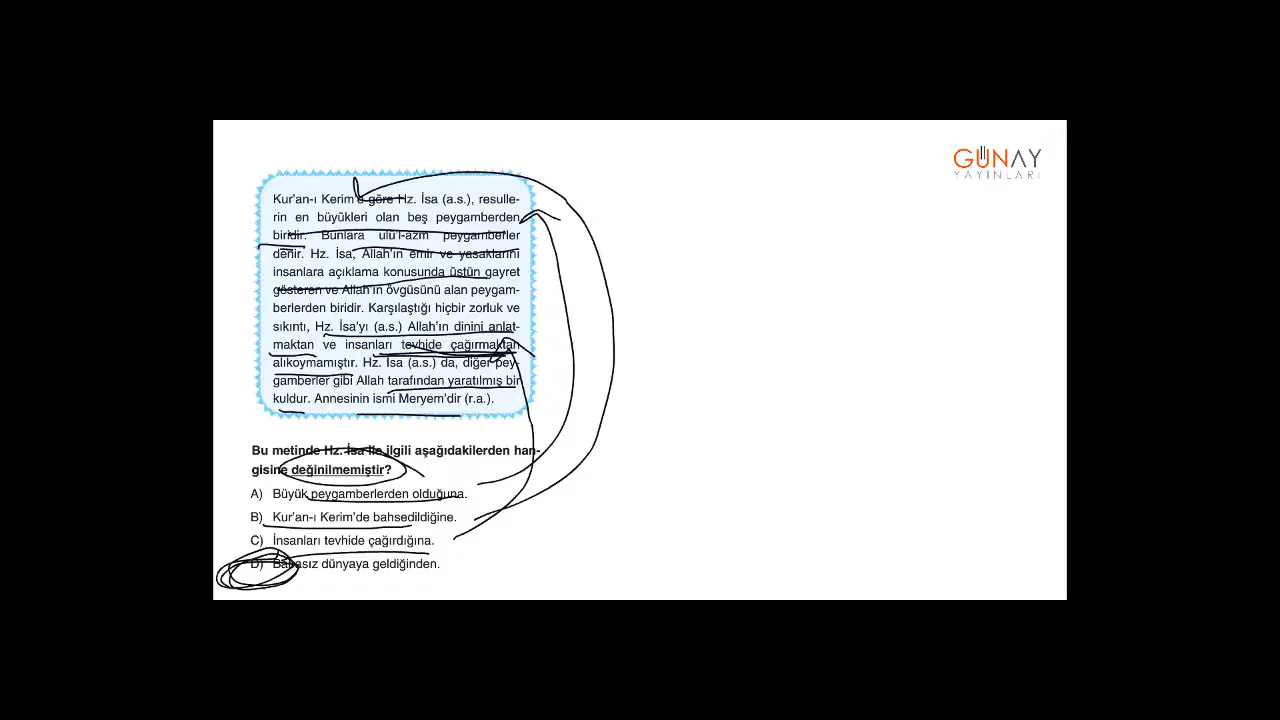 GÜNAY
YAYINLARI
Kur'an-ı Kerim'e göre Hz. İsa (a.s.), resulle-
rin en büyükleri olan beş peygamberden
biridir. Bunlara ulü'l-azm peygamberler
denir. Hz. İsa, Allah'ın emir ve yasaklarını
insanlara açıklama konusunda üstün gayret
gösteren ve Allah'ın övgüsünü alan peygam-
berlerden biridir. Karşılaştığı hiçbir zorluk ve
sıkıntı, Hz. İsa'yı (a.s.) Allah'ın dinini anlat-
maktan ve insanları tevhide çağırmaktan
alıkoymamıştır. Hz. İsa (a.s.) da, diğer pey-
gamberler gibi Allah tarafından yaratılmış bir
kuldur. Annesinin ismi Meryem'dir (r.a.).
Bu metinde Hz. İsa ile ilgili aşağıdakilerden han-
gisine değinilmemiştir?
A) Büyük peygamberlerden olduğuna.
B) Kur'an-ı Kerim'de bahsedildiğine.
C) İnsanları tevhide çağırdığına.
D) Babasız dünyaya geldiğinden.